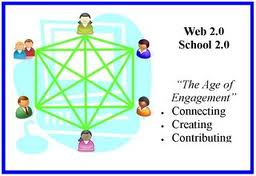 Web 2.0
School 2.0
“The Age of
Engagement”
• Connecting
• Creating
• Contributing